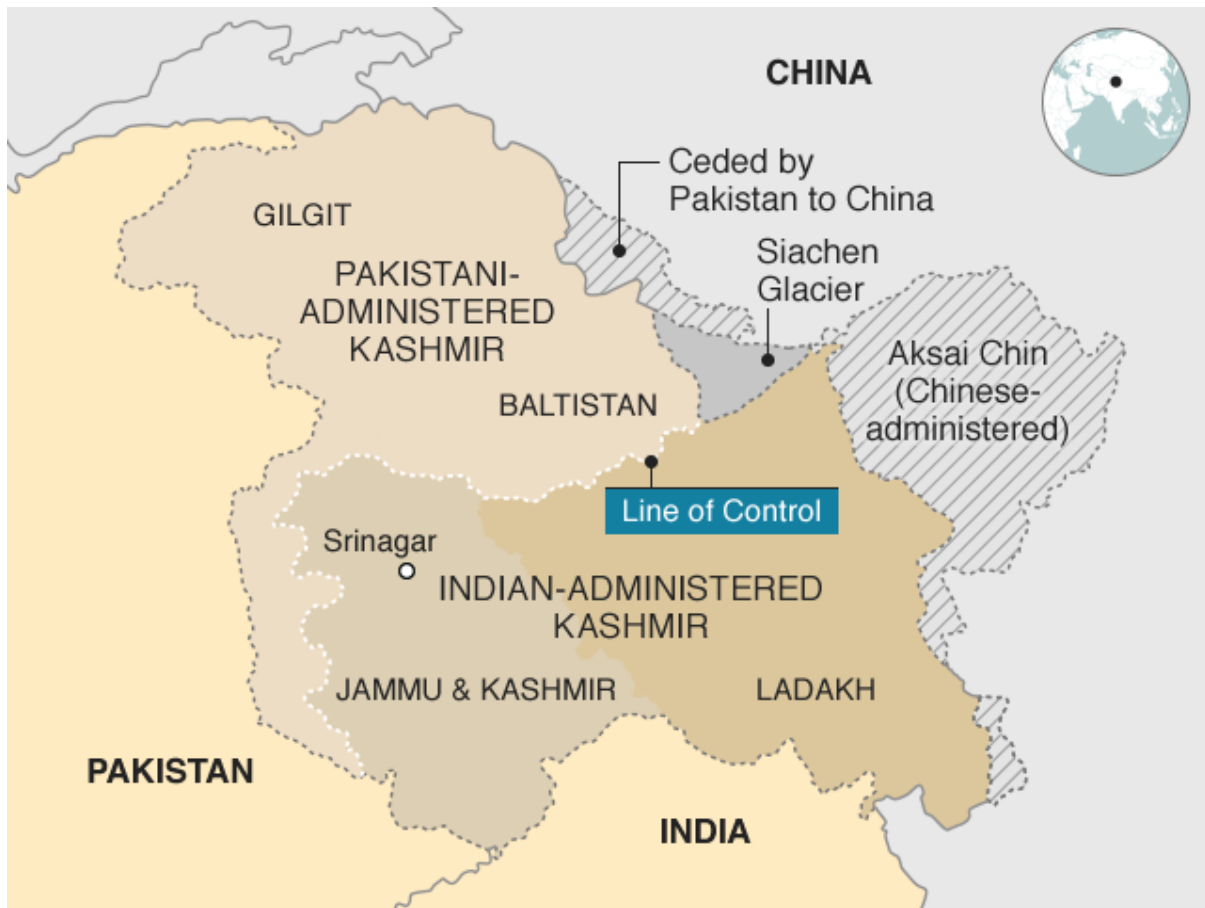 CHINA
Ceded by
Pakistan to China
GILGIT
Siachen
Glacier
PAKISTANI-
ADMINISTERED
KASHMIR
Aksai Chin
(Chinese-
administered)
BALTISTAN
Line of Control
Srinagar
INDIAN-ADMINISTERED
KASHMIR
JAMMU & KASHMIR
LADAKH
PAKISTAN
INDIA